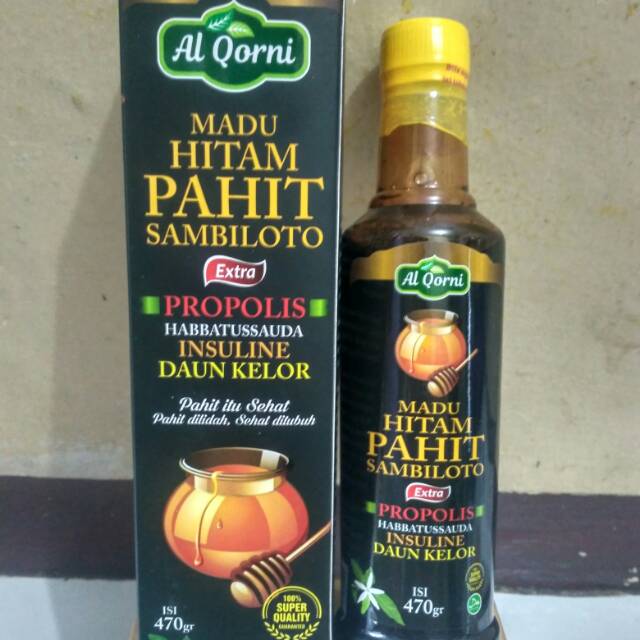 Al Qorni
MADU
HITAM
PAHIT
SAMBILOTO
Extra
PROPOLIS
HABBATUSSAUDA
INSULINE
DAUN KELOR
Pahit itu Sehat
Pahit dilidah, Sehat ditubuh
100%
SUPER
QUALITY
GUARANTEED
ISI
470gr
Al Qorni
MADU
HITAM
PAHIT
SAMBILOTO
Extra
PROPOLIS
HABBATUSSAUDA
INSULINE
DAUN KELOR
ISI
470gr